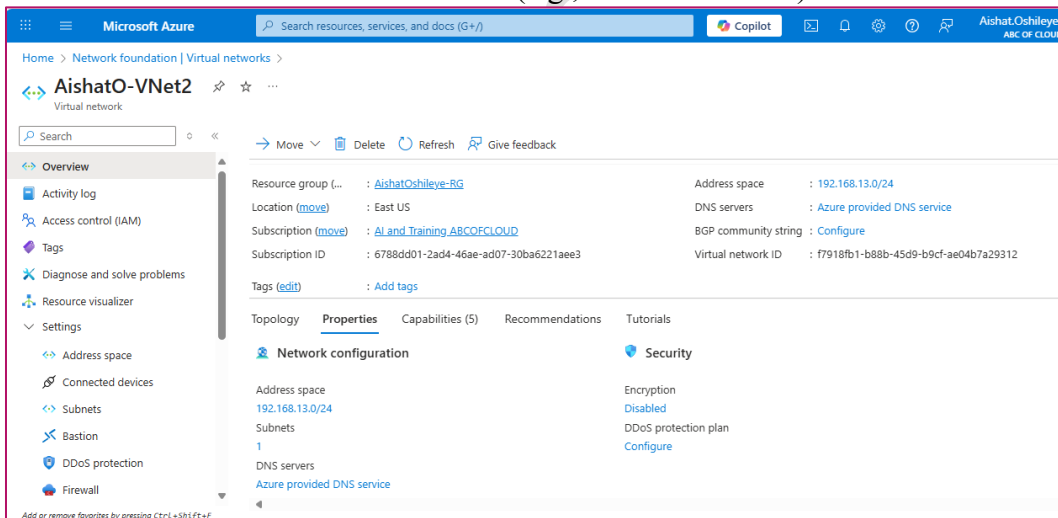 Microsoft Azure
Search resources, services, and docs (G+/)
Copilot
Aishat.Oshileye
ABC OF CLOUD
Home > Network foundation | Virtual networks >
AishatO-VNet2
Virtual network
Search
Move
Delete
Refresh
Give feedback
Overview
Activity log
Access control (IAM)
Tags
Diagnose and solve problems
Resource visualizer
Settings
Address space
Connected devices
Subnets
Bastion
DDoS protection
Firewall
Add or remove favorites by pressing Ctrl+Shift+F
Resource group (... : AishatOshileye-RG
Location (move) : East US
Subscription (move) : AI and Training ABCOFCLOUD
Subscription ID : 6788dd01-2ad4-46ae-ad07-30ba6221aee3
Tags (edit) : Add tags
Address space : 192.168.13.0/24
DNS servers : Azure provided DNS service
BGP community string : Configure
Virtual network ID : f7918fb1-b88b-45d9-b9cf-ae04b7a29312
Topology Properties Capabilities (5) Recommendations Tutorials
Network configuration
Address space
192.168.13.0/24
Subnets
1
DNS servers
Azure provided DNS service
Security
Encryption
Disabled
DDoS protection plan
Configure